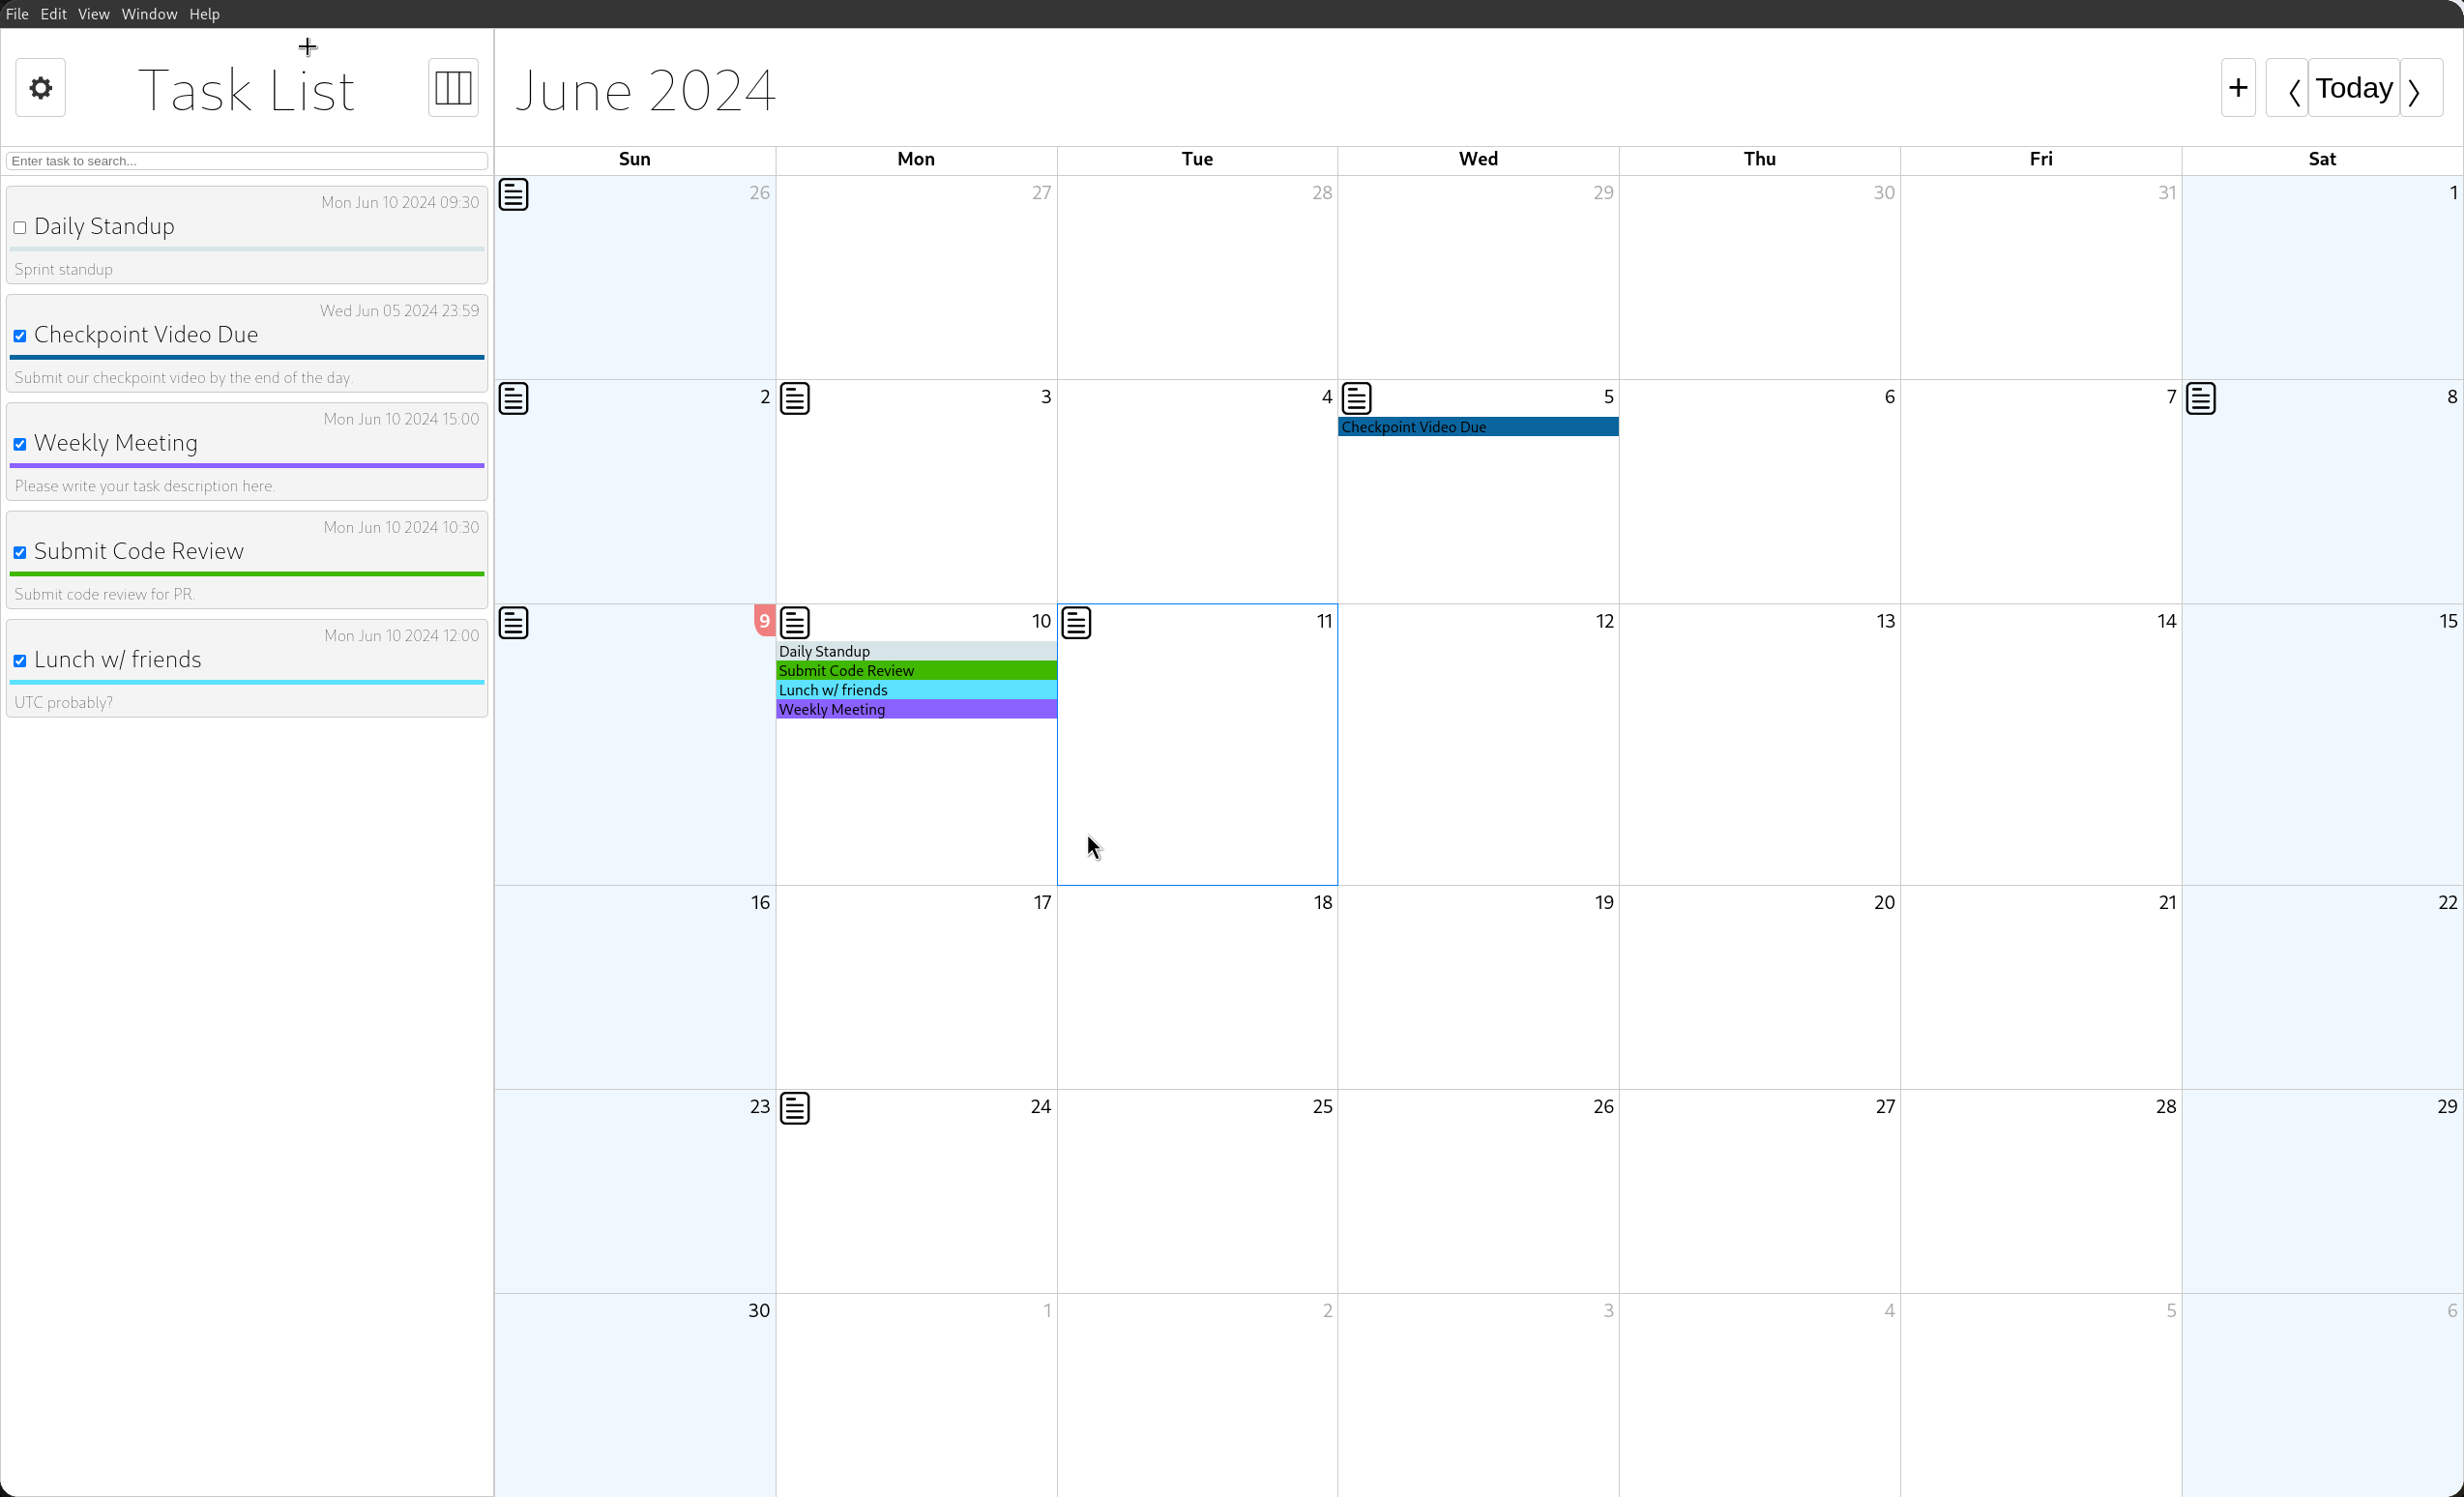 File Edit View Window Help
Task List
Enter task to search...
Mon Jun 10 2024 09:30
Daily Standup
Sprint standup
Wed Jun 05 2024 23:59
Checkpoint Video Due
Submit our checkpoint video by the end of the day.
Mon Jun 10 2024 15:00
Weekly Meeting
Please write your task description here.
Mon Jun 10 2024 10:30
Submit Code Review
Submit code review for PR.
Mon Jun 10 2024 12:00
Lunch w/ friends
UTC probably?
June 2024
+ Today
Sun Mon Tue Wed Thu Fri Sat
26 27 28 29 30 31 1
2 3 4 5 6 7 8
Checkpoint Video Due
9 10 11 12 13 14 15
Daily Standup
Submit Code Review
Lunch w/ friends
Weekly Meeting
16 17 18 19 20 21 22
23 24 25 26 27 28 29
30 1 2 3 4 5 6